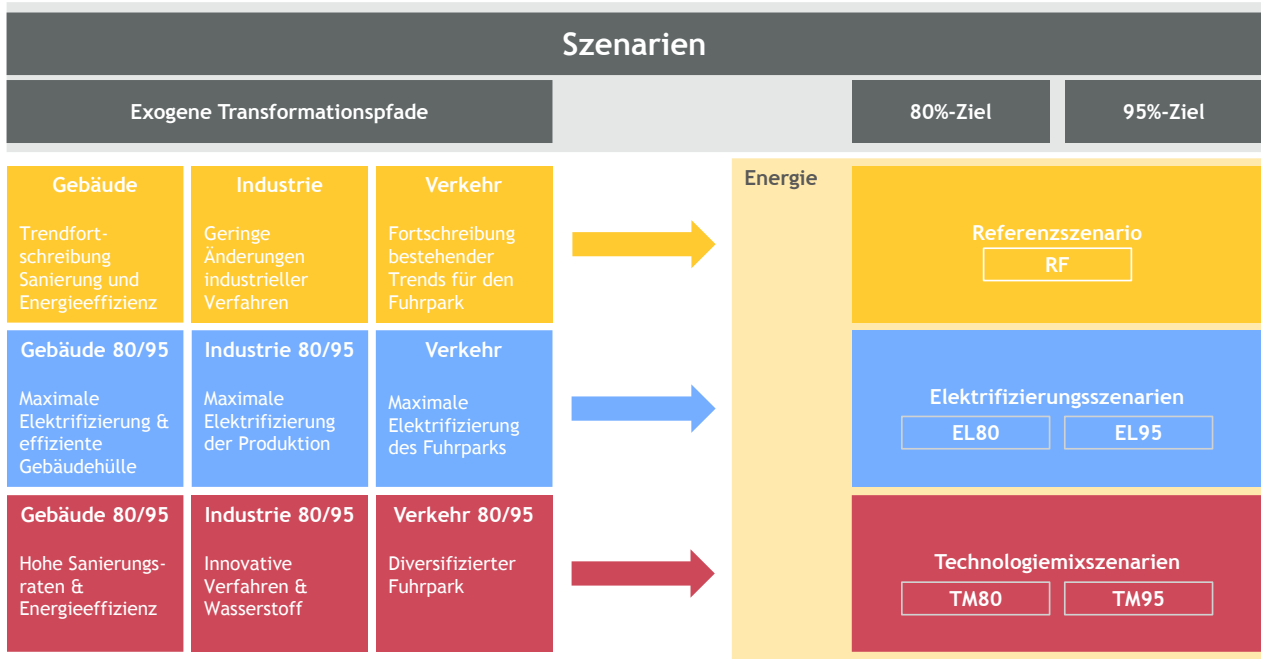 Szenarien
Exogene Transformationspfade
80%-Ziel
95%-Ziel
Gebäude
Trendfort-
schreibung
Sanierung und
Energieeffizienz
Industrie
Geringe
Änderungen
industrieller
Verfahren
Verkehr
Fortschreibung
bestehender
Trends für den
Fuhrpark
Energie
Referenzszenario
RF
Gebäude 80/95
Maximale
Elektrifizierung &
effiziente
Gebäudehülle
Industrie 80/95
Maximale
Elektrifizierung
der Produktion
Verkehr
Maximale
Elektrifizierung
des Fuhrparks
Elektrifizierungsszenarien
EL80
EL95
Gebäude 80/95
Hohe Sanierungs-
raten &
Energieeffizienz
Industrie 80/95
Innovative
Verfahren &
Wasserstoff
Verkehr 80/95
Diversifizierter
Fuhrpark
Technologiemixszenarien
TM80
TM95